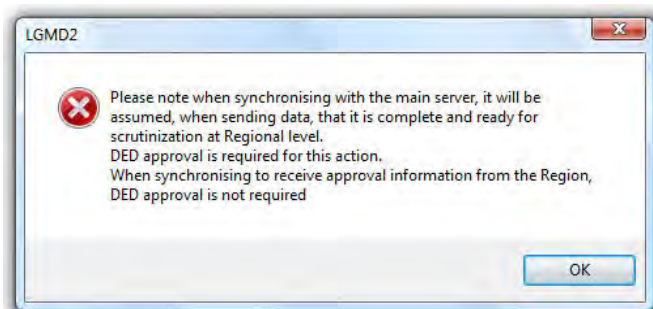 LGMD2
Please note when synchronising with the main server, it will be
assumed, when sending data, that it is complete and ready for
scrutinization at Regional level.
DED approval is required for this action.
When synchronising to receive approval information from the Region,
DED approval is not required
OK